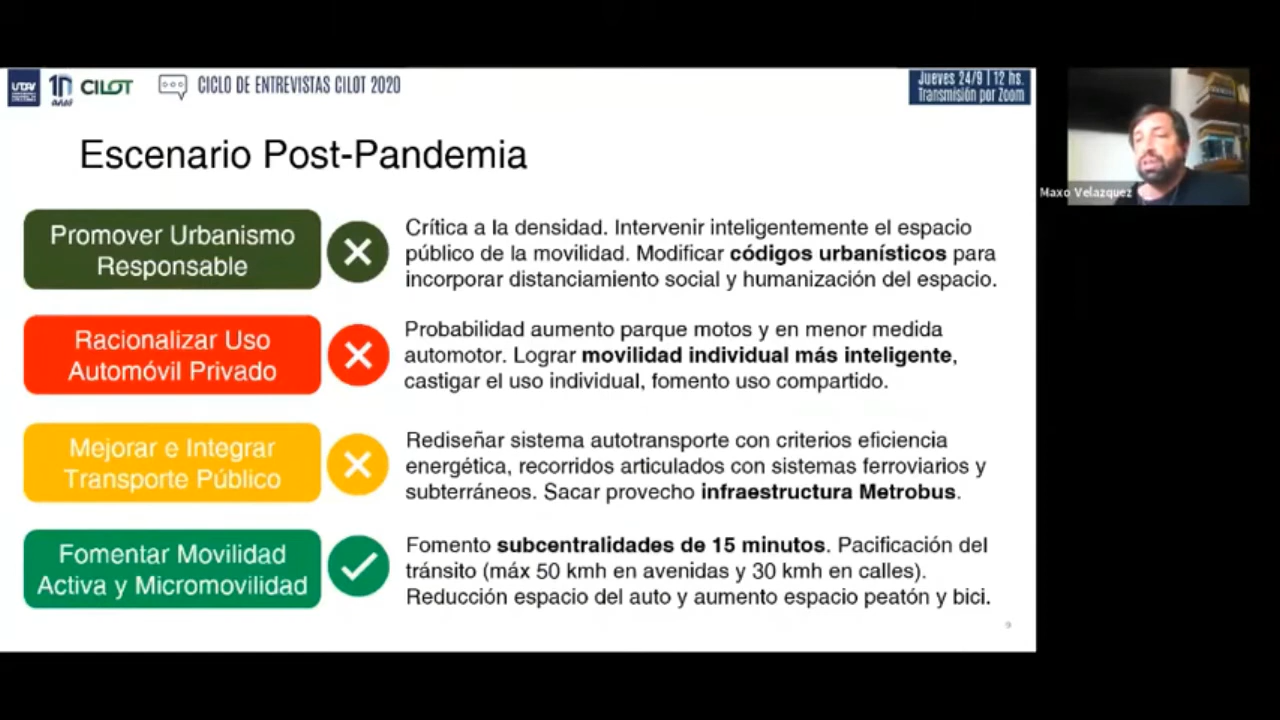 UTDT
10 años
CILOT
CICLO DE ENTREVISTAS CILOT 2020
Jueves 24/9 | 12 hs.
Transmisión por Zoom
Escenario Post-Pandemia
Maxo Velazquez
Promover Urbanismo
Responsable
Crítica a la densidad. Intervenir inteligentemente el espacio
público de la movilidad. Modificar códigos urbanísticos para
incorporar distanciamiento social y humanización del espacio.
Racionalizar Uso
Automóvil Privado
Probabilidad aumento parque motos y en menor medida
automotor. Lograr movilidad individual más inteligente,
castigar el uso individual, fomento uso compartido.
Mejorar e Integrar
Transporte Público
Rediseñar sistema autotransporte con criterios eficiencia
energética, recorridos articulados con sistemas ferroviarios y
subterráneos. Sacar provecho infraestructura Metrobus.
Fomentar Movilidad
Activa y Micromovilidad
Fomento subcentralidades de 15 minutos. Pacificación del
tránsito (máx 50 kmh en avenidas y 30 kmh en calles).
Reducción espacio del auto y aumento espacio peatón y bici.
9